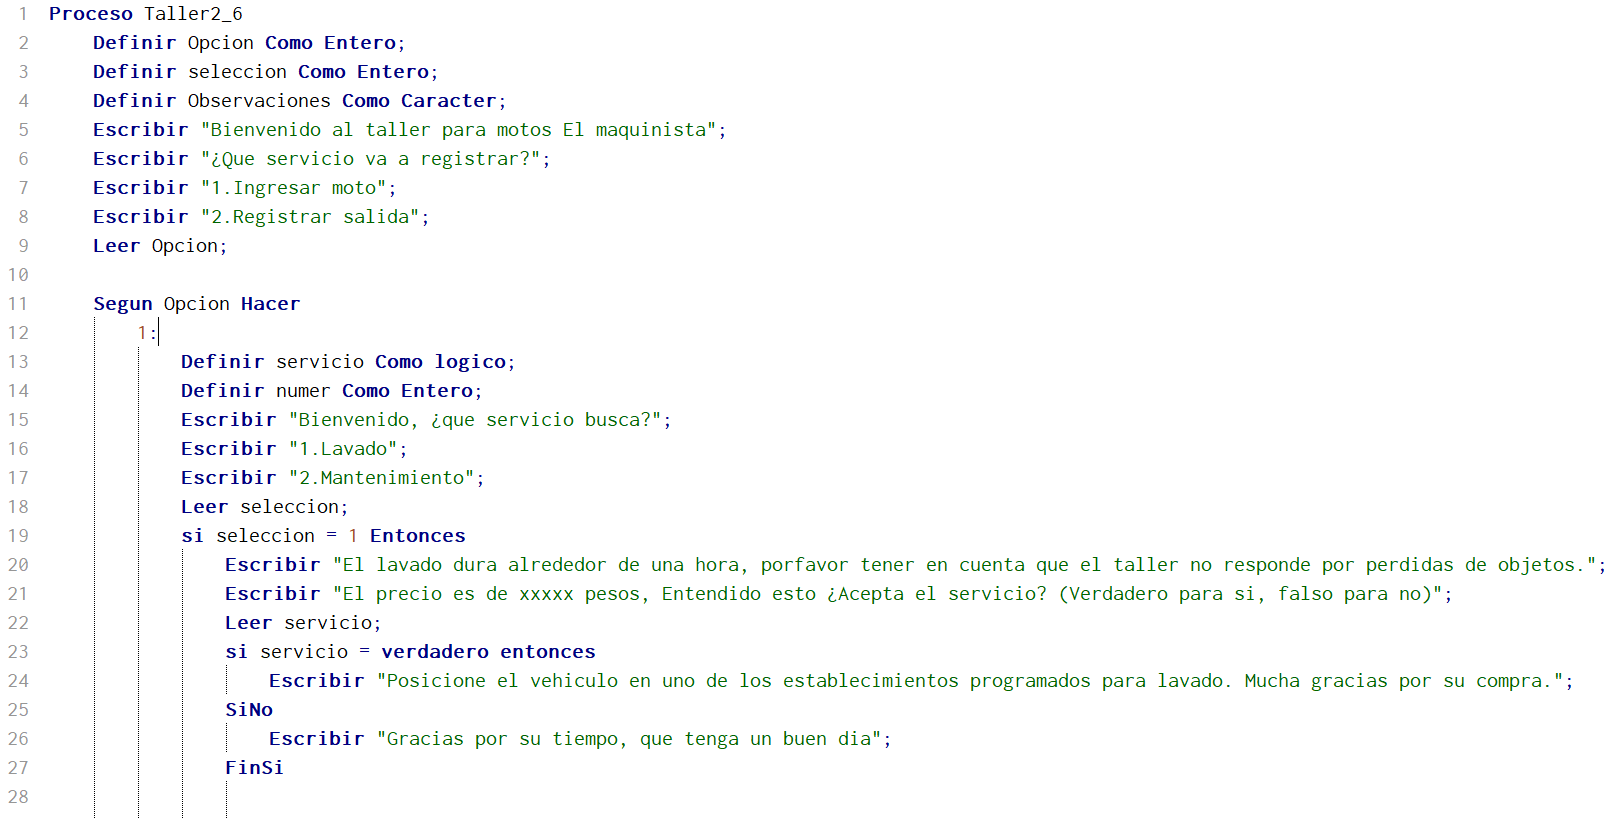 1 Proceso Taller2_6
2 Definir Opcion Como Entero;
3 Definir seleccion Como Entero;
4 Definir Observaciones Como Caracter;
5 Escribir "Bienvenido al taller para motos El maquinista";
6 Escribir "¿Que servicio va a registrar?";
7 Escribir "1.Ingresar moto";
8 Escribir "2.Registrar salida";
9 Leer Opcion;
10
11 Segun Opcion Hacer
12 1:
13 Definir servicio Como logico;
14 Definir numer Como Entero;
15 Escribir "Bienvenido, ¿que servicio busca?";
16 Escribir "1.Lavado";
17 Escribir "2.Mantenimiento";
18 Leer seleccion;
19 si seleccion = 1 Entonces
20 Escribir "El lavado dura alrededor de una hora, porfavor tener en cuenta que el taller no responde por perdidas de objetos.";
21 Escribir "El precio es de xxxxx pesos, Entendido esto ¿Acepta el servicio? (Verdadero para si, falso para no)";
22 Leer servicio;
23 si servicio = verdadero entonces
24 Escribir "Posicione el vehiculo en uno de los establecimientos programados para lavado. Mucha gracias por su compra.";
25 SiNo
26 Escribir "Gracias por su tiempo, que tenga un buen dia";
27 FinSi
28